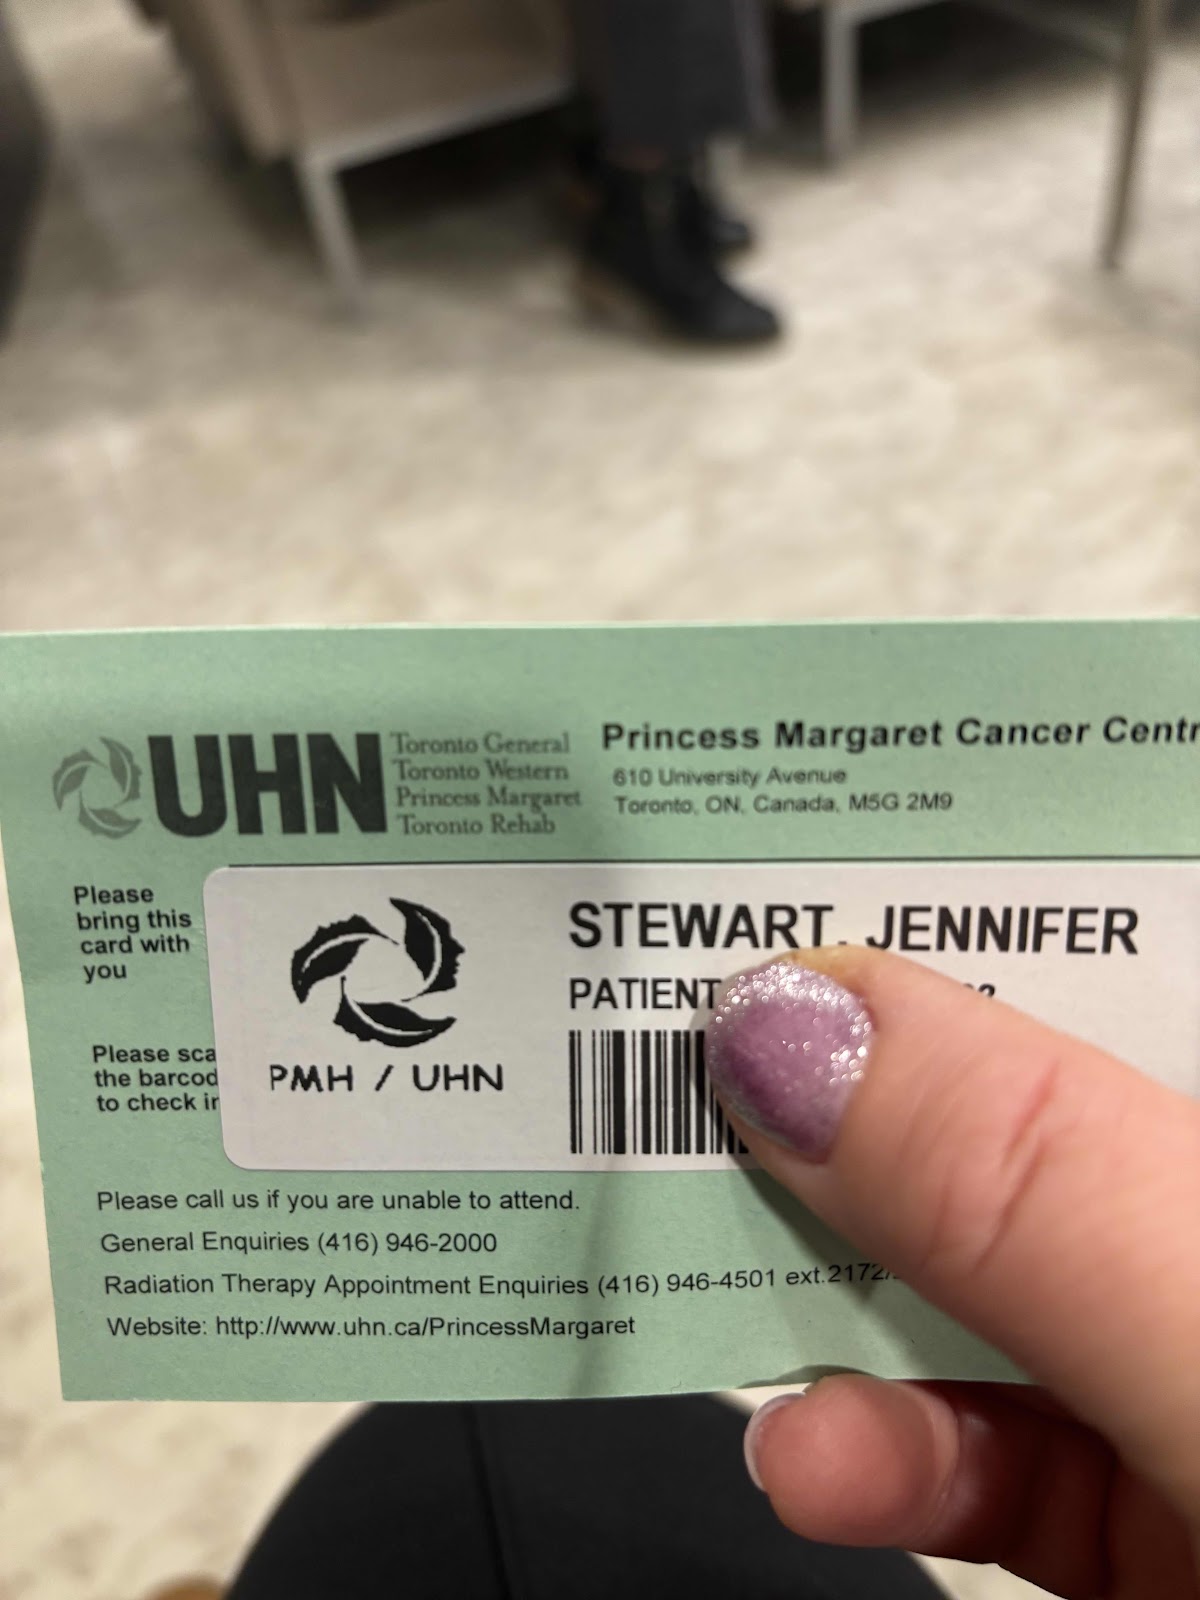 UHN
Toronto General
Toronto Western
Princess Margaret
Toronto Rehab
Princess Margaret Cancer Centr
610 University Avenue
Toronto, ON, Canada, M5G 2M9
Please
bring this
card with
you
Please sca
the barcod
to check in
PMH / UHN
STEWART, JENNIFER
PATIENT
Please call us if you are unable to attend.
General Enquiries (416) 946-2000
Radiation Therapy Appointment Enquiries (416) 946-4501 ext.2172/
Website: http://www.uhn.ca/PrincessMargaret